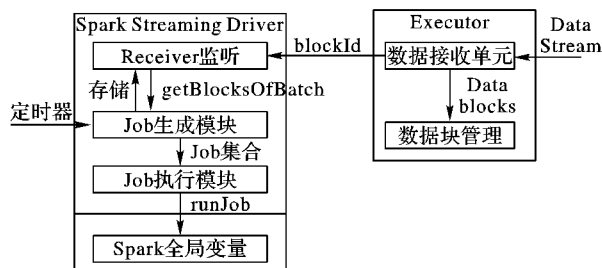 Spark Streaming Driver
Receiver监听
存储
getBlocksOfBatch
定时器
Job生成模块
Job集合
Job执行模块
runJob
Spark全局变量
blockId
Executor
数据接收单元
Data
Stream
Data
blocks
数据块管理